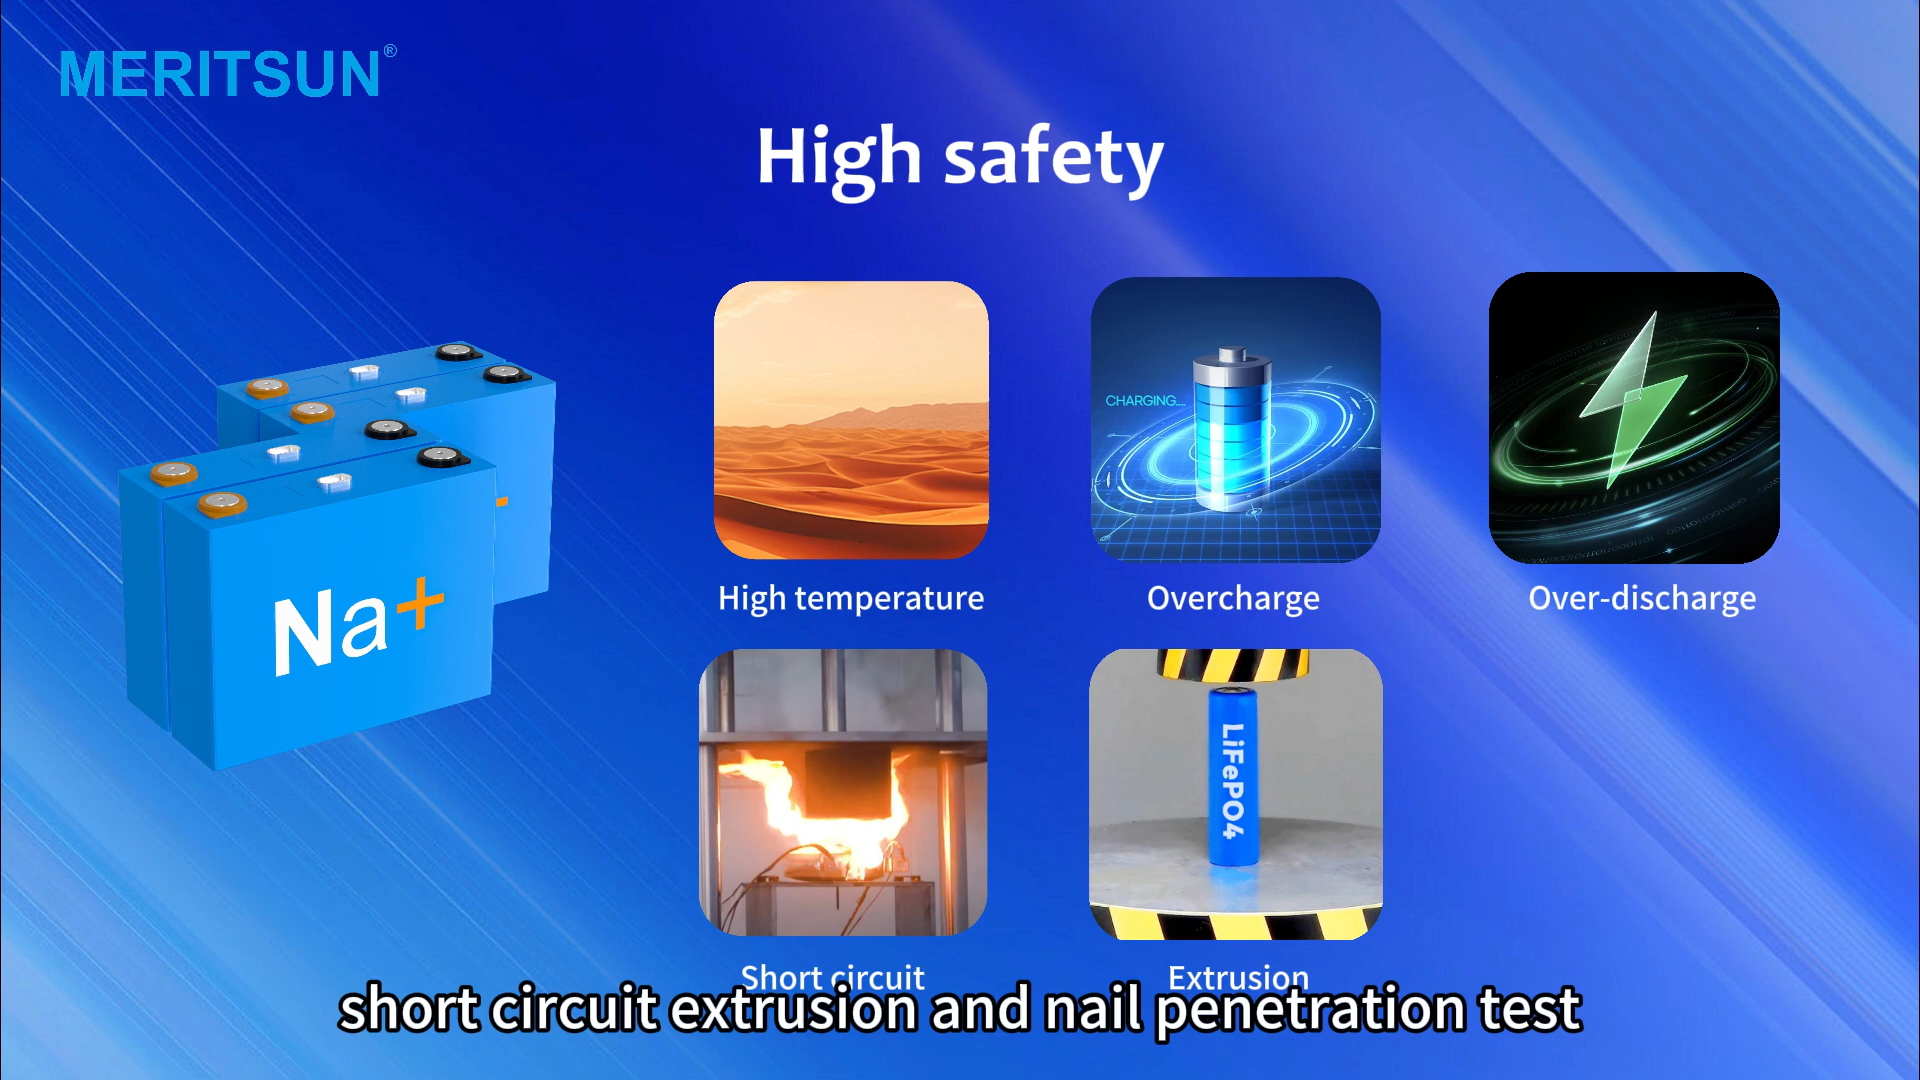 MERITSUN®
High safety
CHARGING....
High temperature
Overcharge
Over-discharge
Na+
LiFePO4
Short circuit
Extrusion
short circuit extrusion and nail penetration test